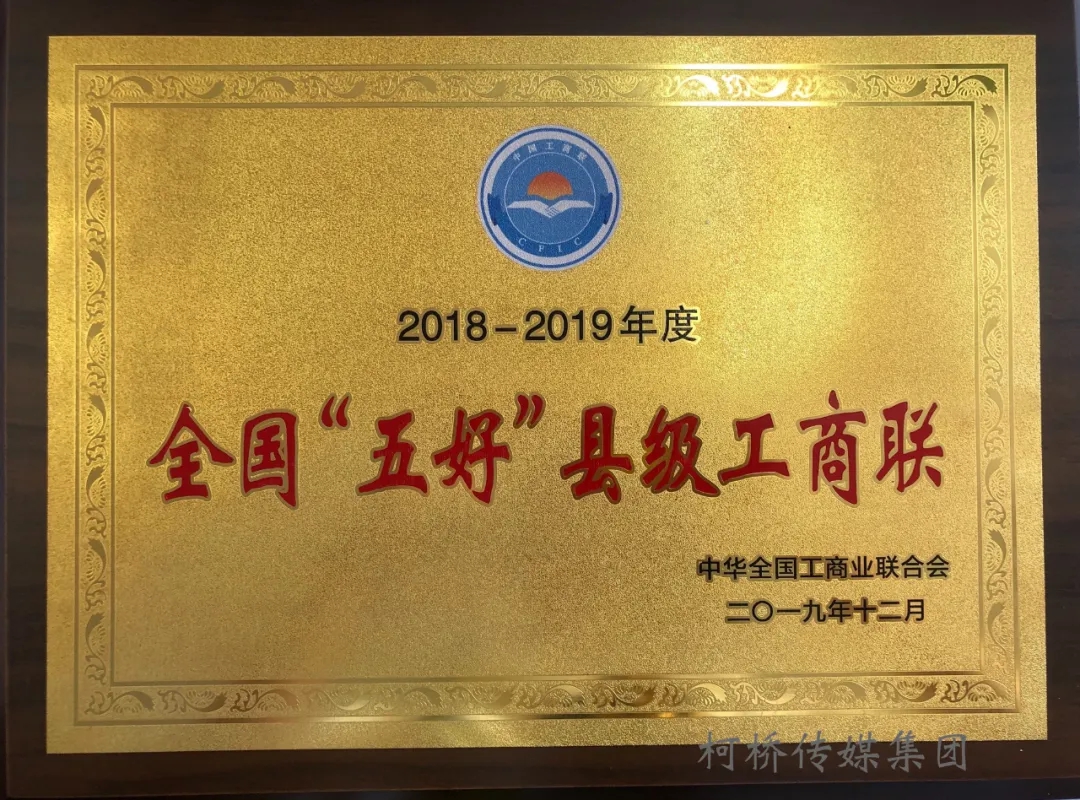 中国工商联
CFIC
2018-2019年度
全国“五好”县级工商联
中华全国工商业联合会
二〇一九年十二月
柯桥传媒集团